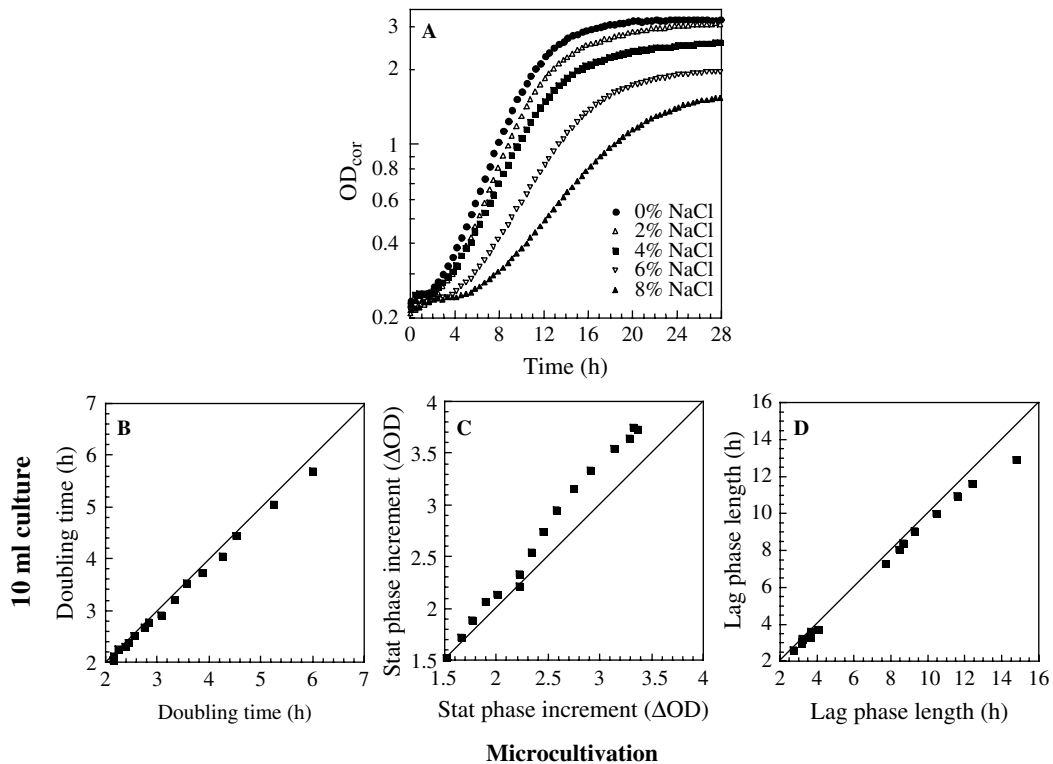 A
3
2
1
0.8
0.6
0.4
0.2
OD_cor
0% NaCl
2% NaCl
4% NaCl
6% NaCl
8% NaCl
0 4 8 12 16 20 24 28
Time (h)
10 ml culture
B
7
6
5
4
3
2
Doubling time (h)
2 3 4 5 6 7
Doubling time (h)
C
4
3.5
3
2.5
2
1.5
Stat phase increment (ΔOD)
1.5 2 2.5 3 3.5 4
Stat phase increment (ΔOD)
D
16
14
12
10
8
6
4
2
Lag phase length (h)
2 4 6 8 10 12 14 16
Lag phase length (h)
Microcultivation